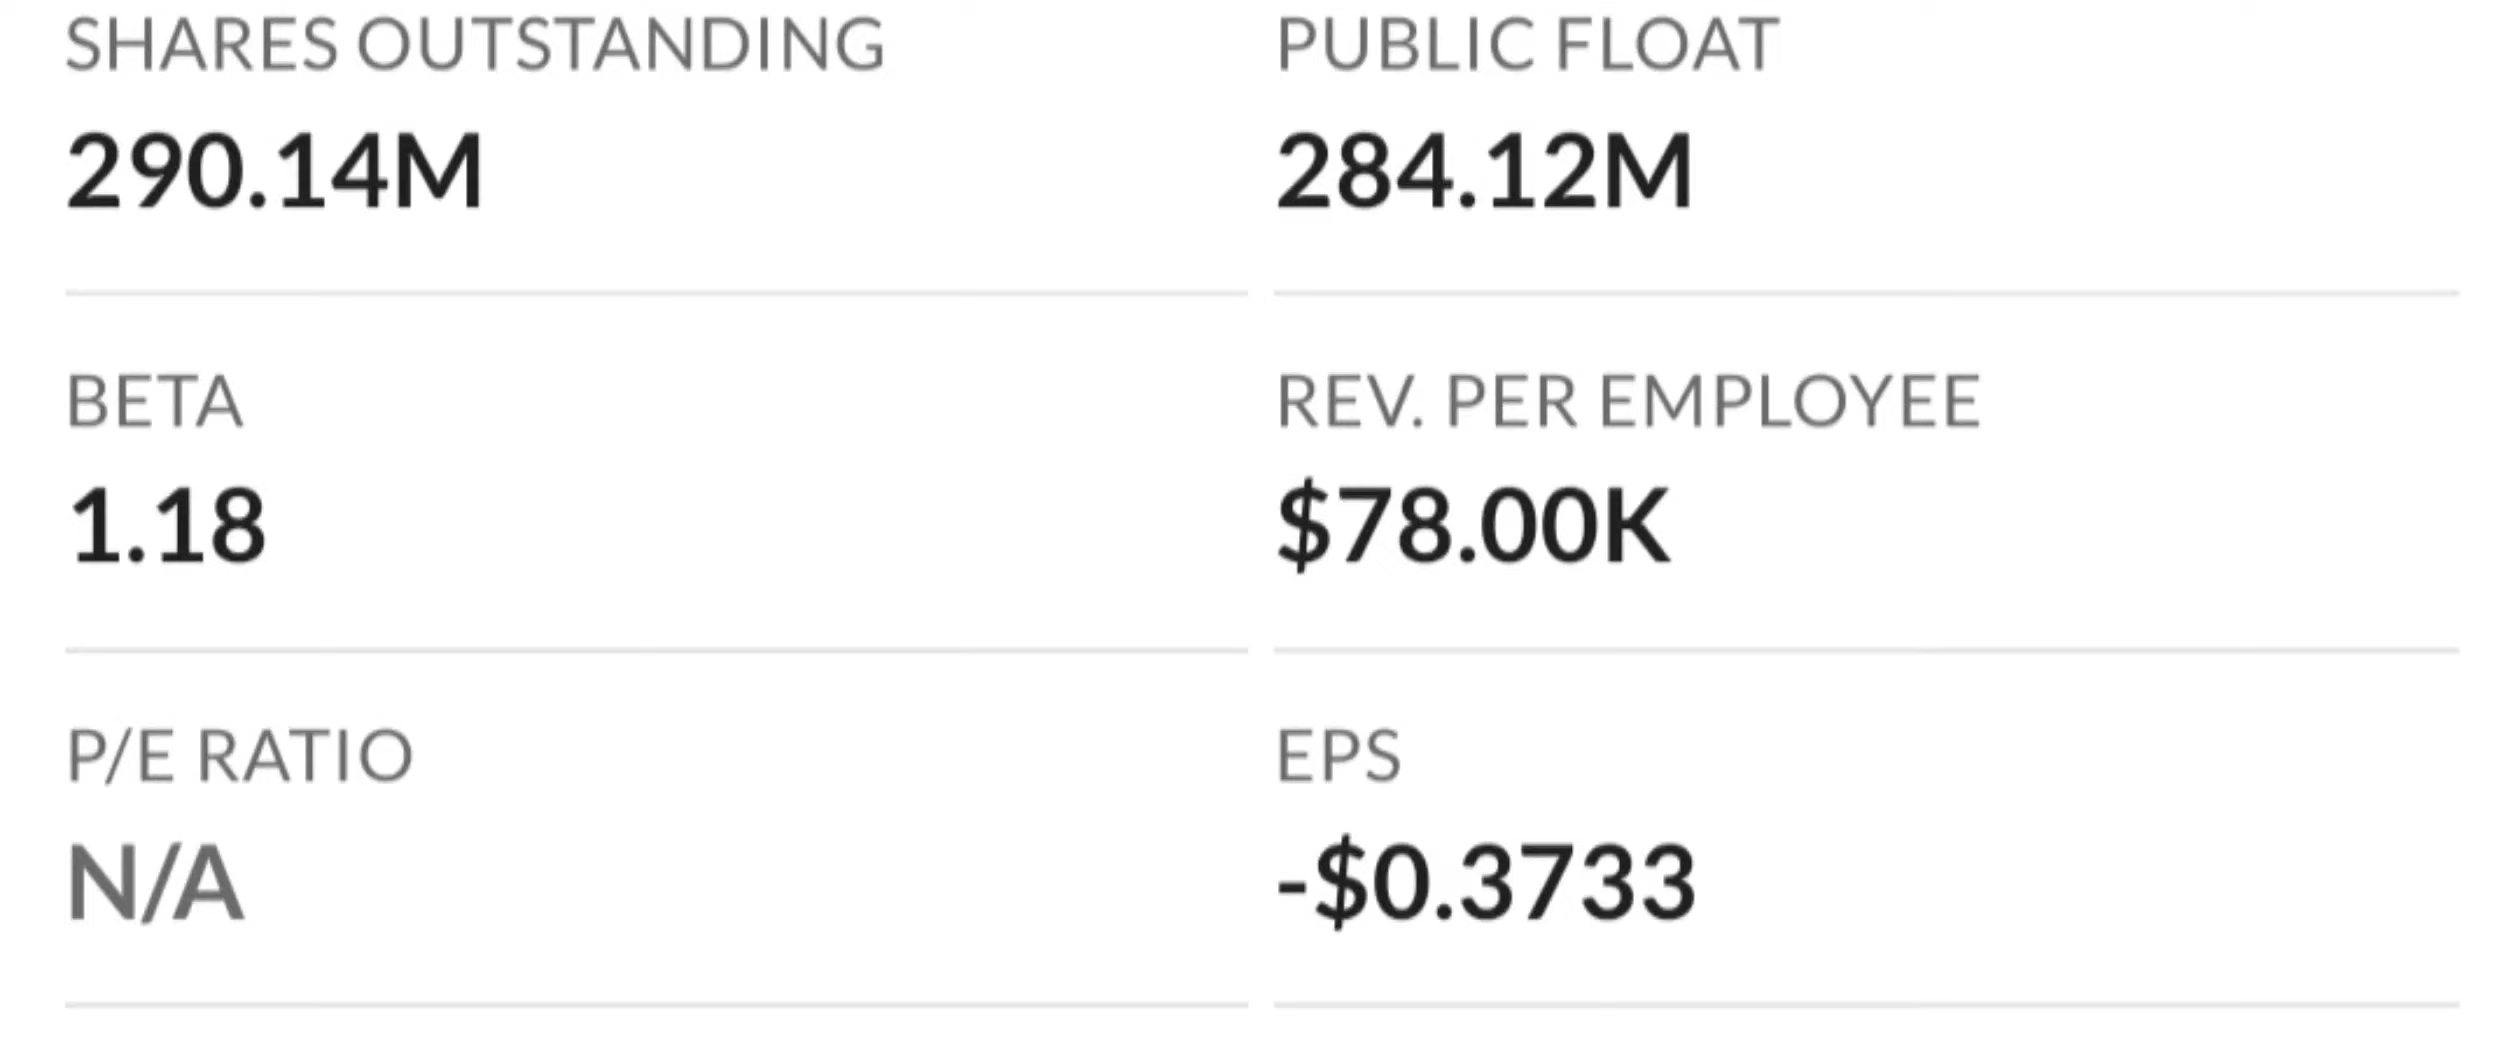 SHARES OUTSTANDING
290.14M
PUBLIC FLOAT
284.12M
BETA
1.18
REV. PER EMPLOYEE
$78.00K
P/E RATIO
N/A
EPS
-$0.3733